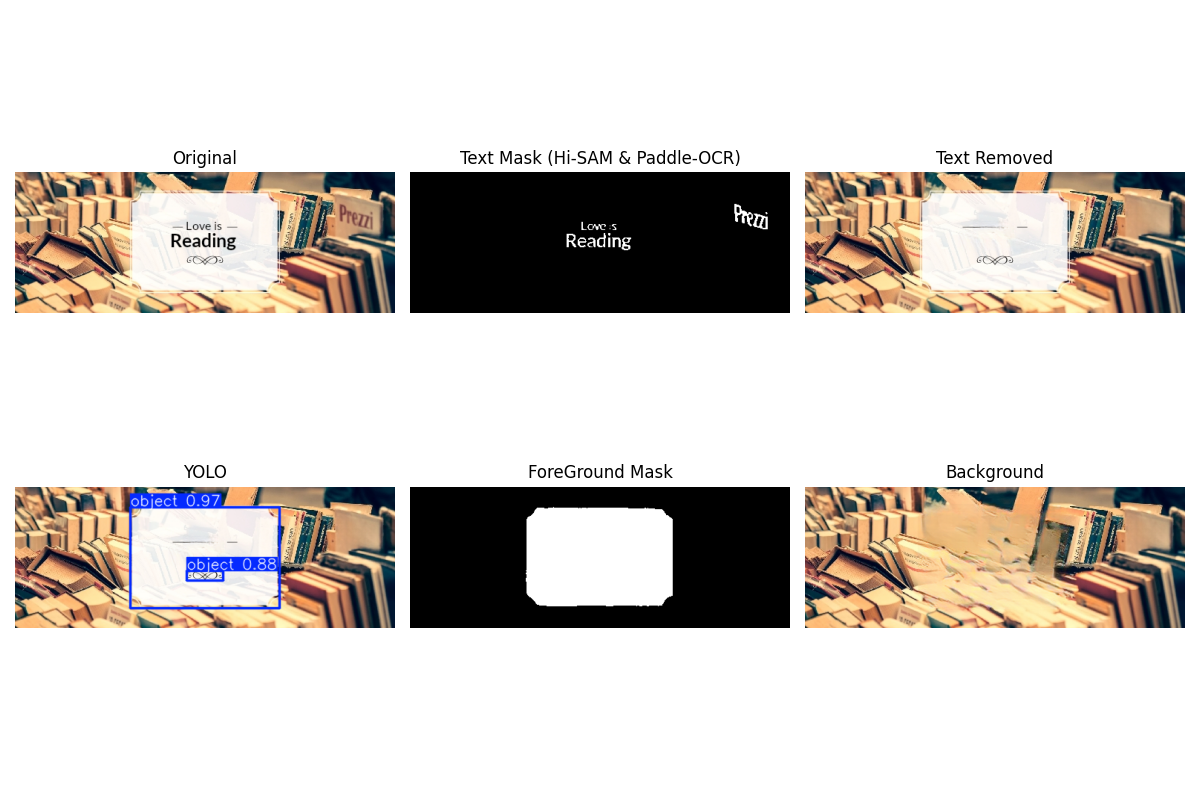 Original
Text Mask (Hi-SAM & Paddle-OCR)
Text Removed
Prezzi
— Love is —
Reading
Prezzi
Love is
Reading
YOLO
ForeGround Mask
Background
object 0.97
object 0.88